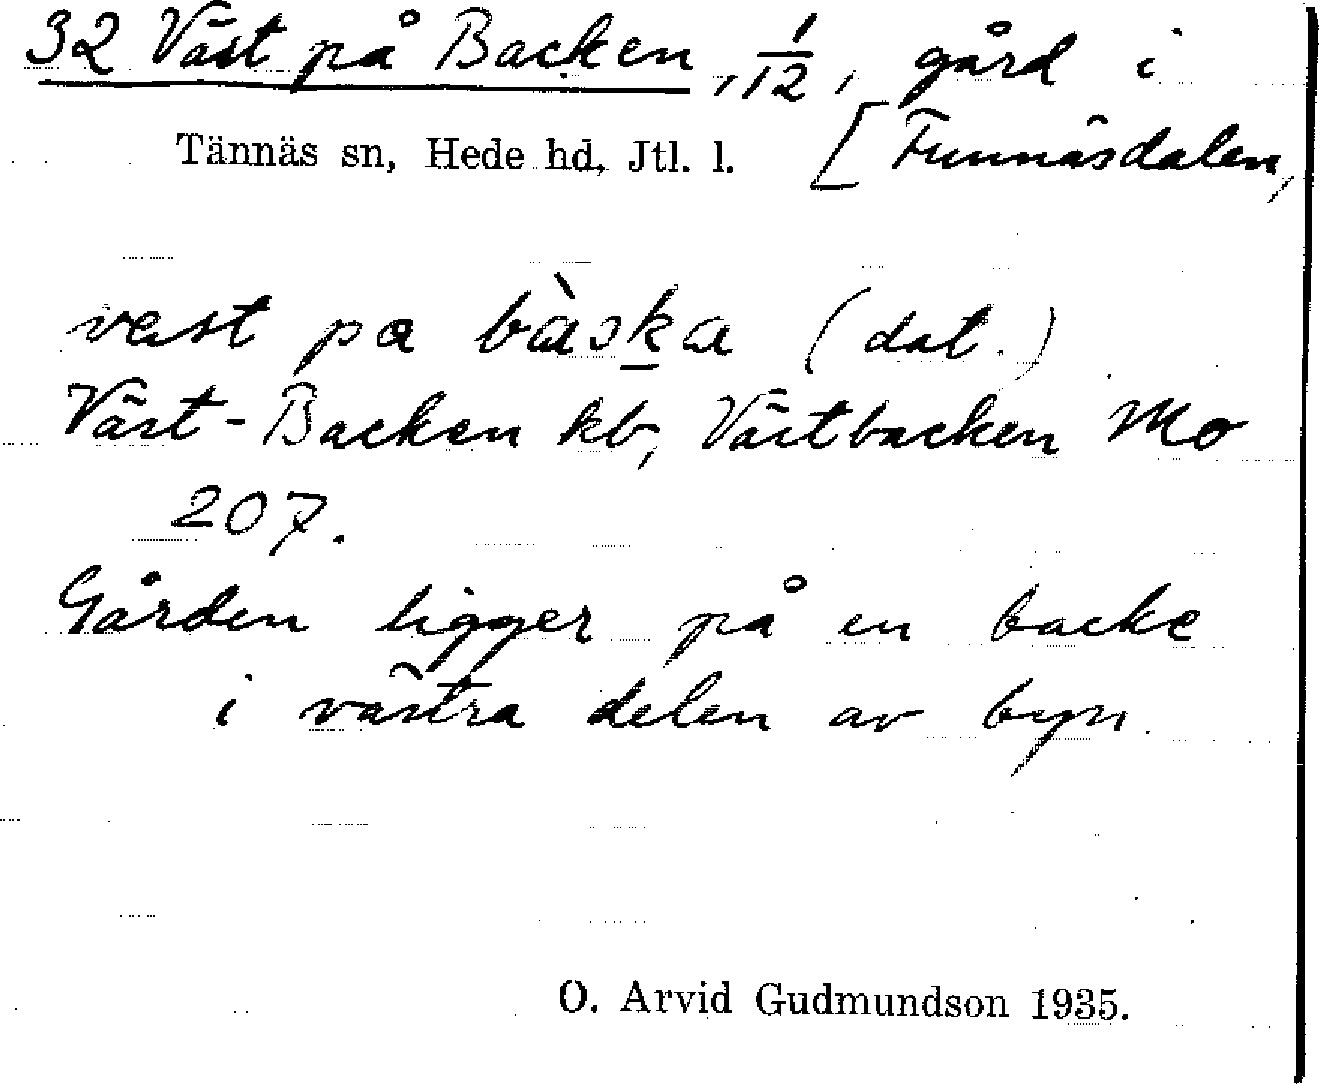 32 Väst på Backen, 1/12, gård i
Tännäs sn, Hede hd, Jtl. l. [Funnäsdalen,
vest pa bàska (dat.)
Väst-Backen kb, Västbacken Mo
207.
Gården ligger på en backe
i västra delen av byn.
O. Arvid Gudmundson 1935.